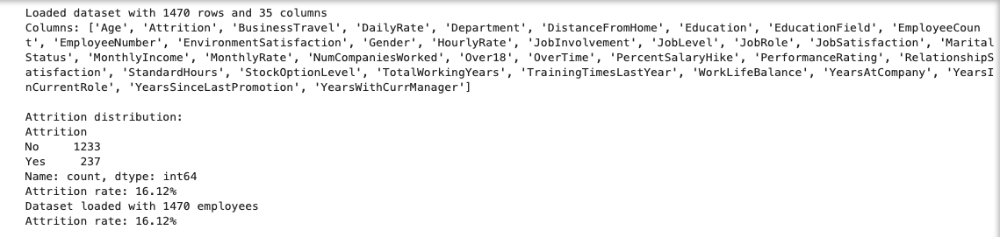 Loaded dataset with 1470 rows and 35 columns
Columns: ['Age', 'Attrition', 'BusinessTravel', 'DailyRate', 'Department', 'DistanceFromHome', 'Education', 'EducationField', 'EmployeeCoun
t', 'EmployeeNumber', 'EnvironmentSatisfaction', 'Gender', 'HourlyRate', 'JobInvolvement', 'JobLevel', 'JobRole', 'JobSatisfaction', 'Marital
Status', 'MonthlyIncome', 'MonthlyRate', 'NumCompaniesWorked', 'Over18', 'OverTime', 'PercentSalaryHike', 'PerformanceRating', 'RelationshipS
atisfaction', 'StandardHours', 'StockOptionLevel', 'TotalWorkingYears', 'TrainingTimesLastYear', 'WorkLifeBalance', 'YearsAtCompany', 'YearsI
nCurrentRole', 'YearsSinceLastPromotion', 'YearsWithCurrManager']
Attrition distribution:
Attrition
No     1233
Yes     237
Name: count, dtype: int64
Attrition rate: 16.12%
Dataset loaded with 1470 employees
Attrition rate: 16.12%